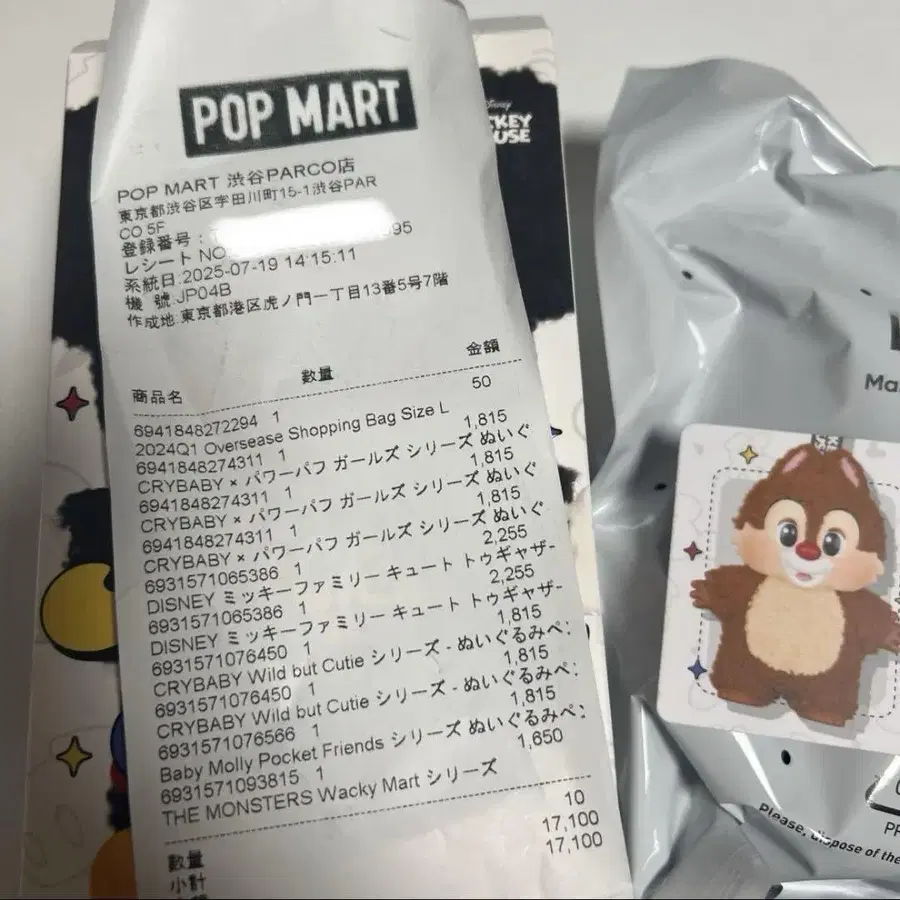 POP MART
POP MART 渋谷PARCO店
東京都渋谷区宇田川町15-1渋谷PAR
CO 5F
登録番号:
95
レシート NO
系統日:2025-07-19 14:15:11
機 號:JP04B
作成地:東京都港区虎ノ門一丁目13番5号7階
商品名 数量 金額
6941848272294 1 50
2024Q1 Oversease Shopping Bag Size L
6941848274311 1 1,815
CRYBABY × パワーパフ ガールズ シリーズ ぬいぐ
6941848274311 1 1,815
CRYBABY × パワーパフ ガールズ シリーズ ぬいぐ
6941848274311 1 1,815
CRYBABY × パワーパフ ガールズ シリーズ ぬいぐ
6931571065386 1 2,255
DISNEY ミッキーファミリー キュート トゥギャザ-
6931571065386 1 2,255
DISNEY ミッキーファミリー キュート トゥギャザ-
6931571076450 1 1,815
CRYBABY Wild but Cutie シリーズ - ぬいぐるみペ:
6931571076450 1 1,815
CRYBABY Wild but Cutie シリーズ - ぬいぐるみペ:
6931571076566 1 1,815
Baby Molly Pocket Friends シリーズ ぬいぐるみペ:
6931571093815 1 1,650
THE MONSTERS Wacky Mart シリーズ
数量 10
小計 17,100
17,100
Disney
CKEY
USE
Ma
Please, dispose of the
PR